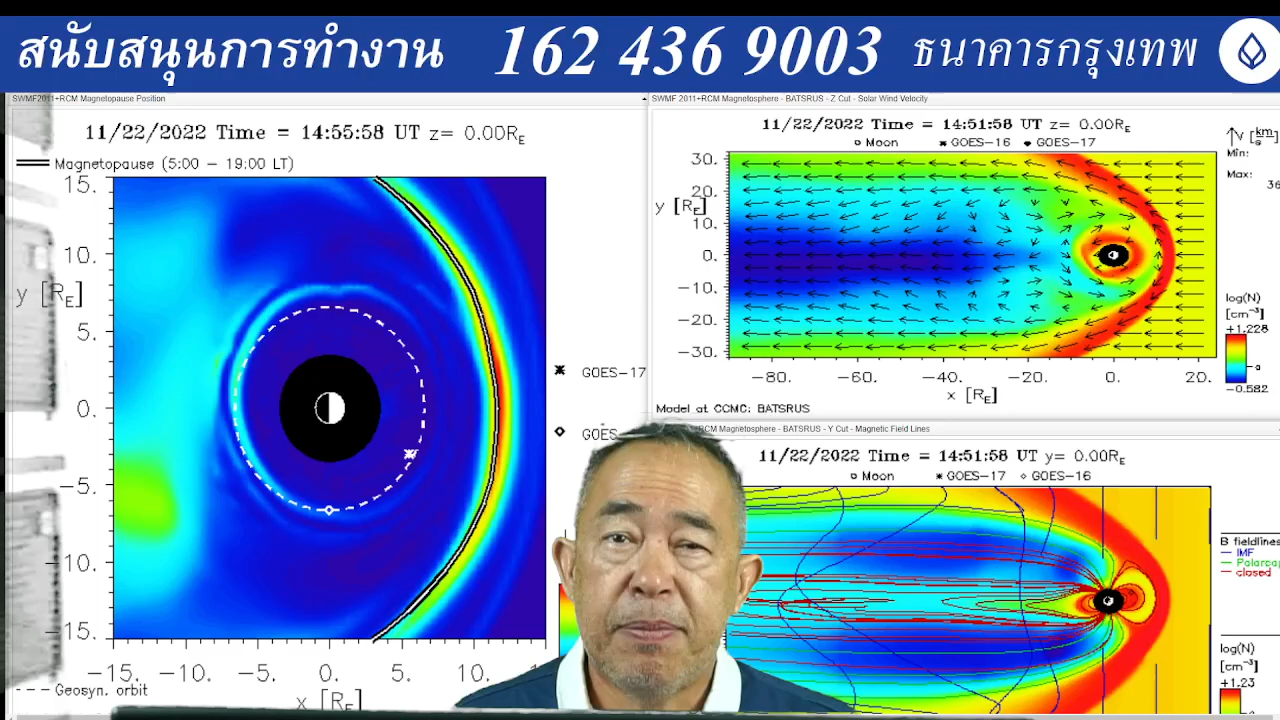 สนับสนุนการทำงาน 162 436 9003 ธนาคารกรุงเทพ
SWMF2011+RCM Magnetopause Position
11/22/2022 Time = 14:55:58 UT z= 0.00RE
Magnetopause (5:00 – 19:00 LT)
15.
10.
y [RE]
5.
0.
−5.
−10.
−15.
−15. −10. −5. 0. 5. 10.
x [RE]
Geosyn. orbit
GOES-17
GOES-
SWMF 2011+RCM Magnetosphere - BATSRUS - Z Cut - Solar Wind Velocity
11/22/2022 Time = 14:51:58 UT z= 0.00RE
Moon GOES-16 GOES-17
30.
20.
y [RE]
10.
0.
−10.
−20.
−30.
−80. −60. −40. −20. 0. 20.
x [RE]
Model at CCMC: BATSRUS
V [km/s]
Min:
Max:
36
log(N)
[cm⁻³]
+1.228
−0.582
RCM Magnetosphere - BATSRUS - Y Cut - Magnetic Field Lines
11/22/2022 Time = 14:51:58 UT y= 0.00RE
Moon GOES-17 GOES-16
B fieldlines
IMF
Polarcap
closed
log(N)
[cm⁻³]
+1.23